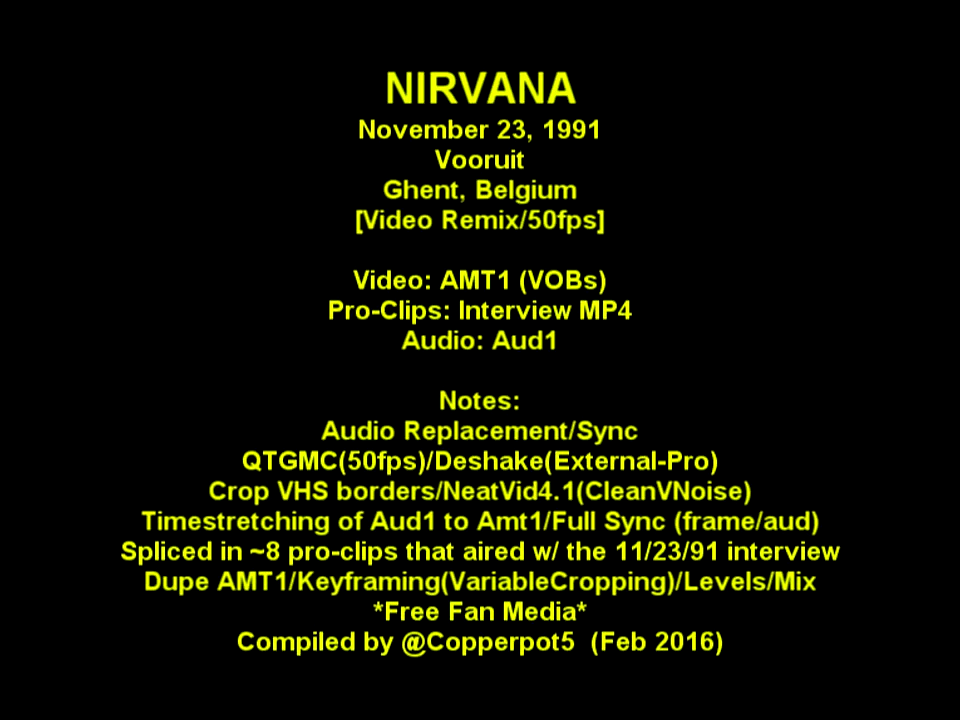 NIRVANA
November 23, 1991
Vooruit
Ghent, Belgium
[Video Remix/50fps]
Video: AMT1 (VOBs)
Pro-Clips: Interview MP4
Audio: Aud1
Notes:
Audio Replacement/Sync
QTGMC(50fps)/Deshake(External-Pro)
Crop VHS borders/NeatVid4.1(CleanVNoise)
Timestretching of Aud1 to Amt1/Full Sync (frame/aud)
Spliced in ~8 pro-clips that aired w/ the 11/23/91 interview
Dupe AMT1/Keyframing(VariableCropping)/Levels/Mix
*Free Fan Media*
Compiled by @Copperpot5 (Feb 2016)